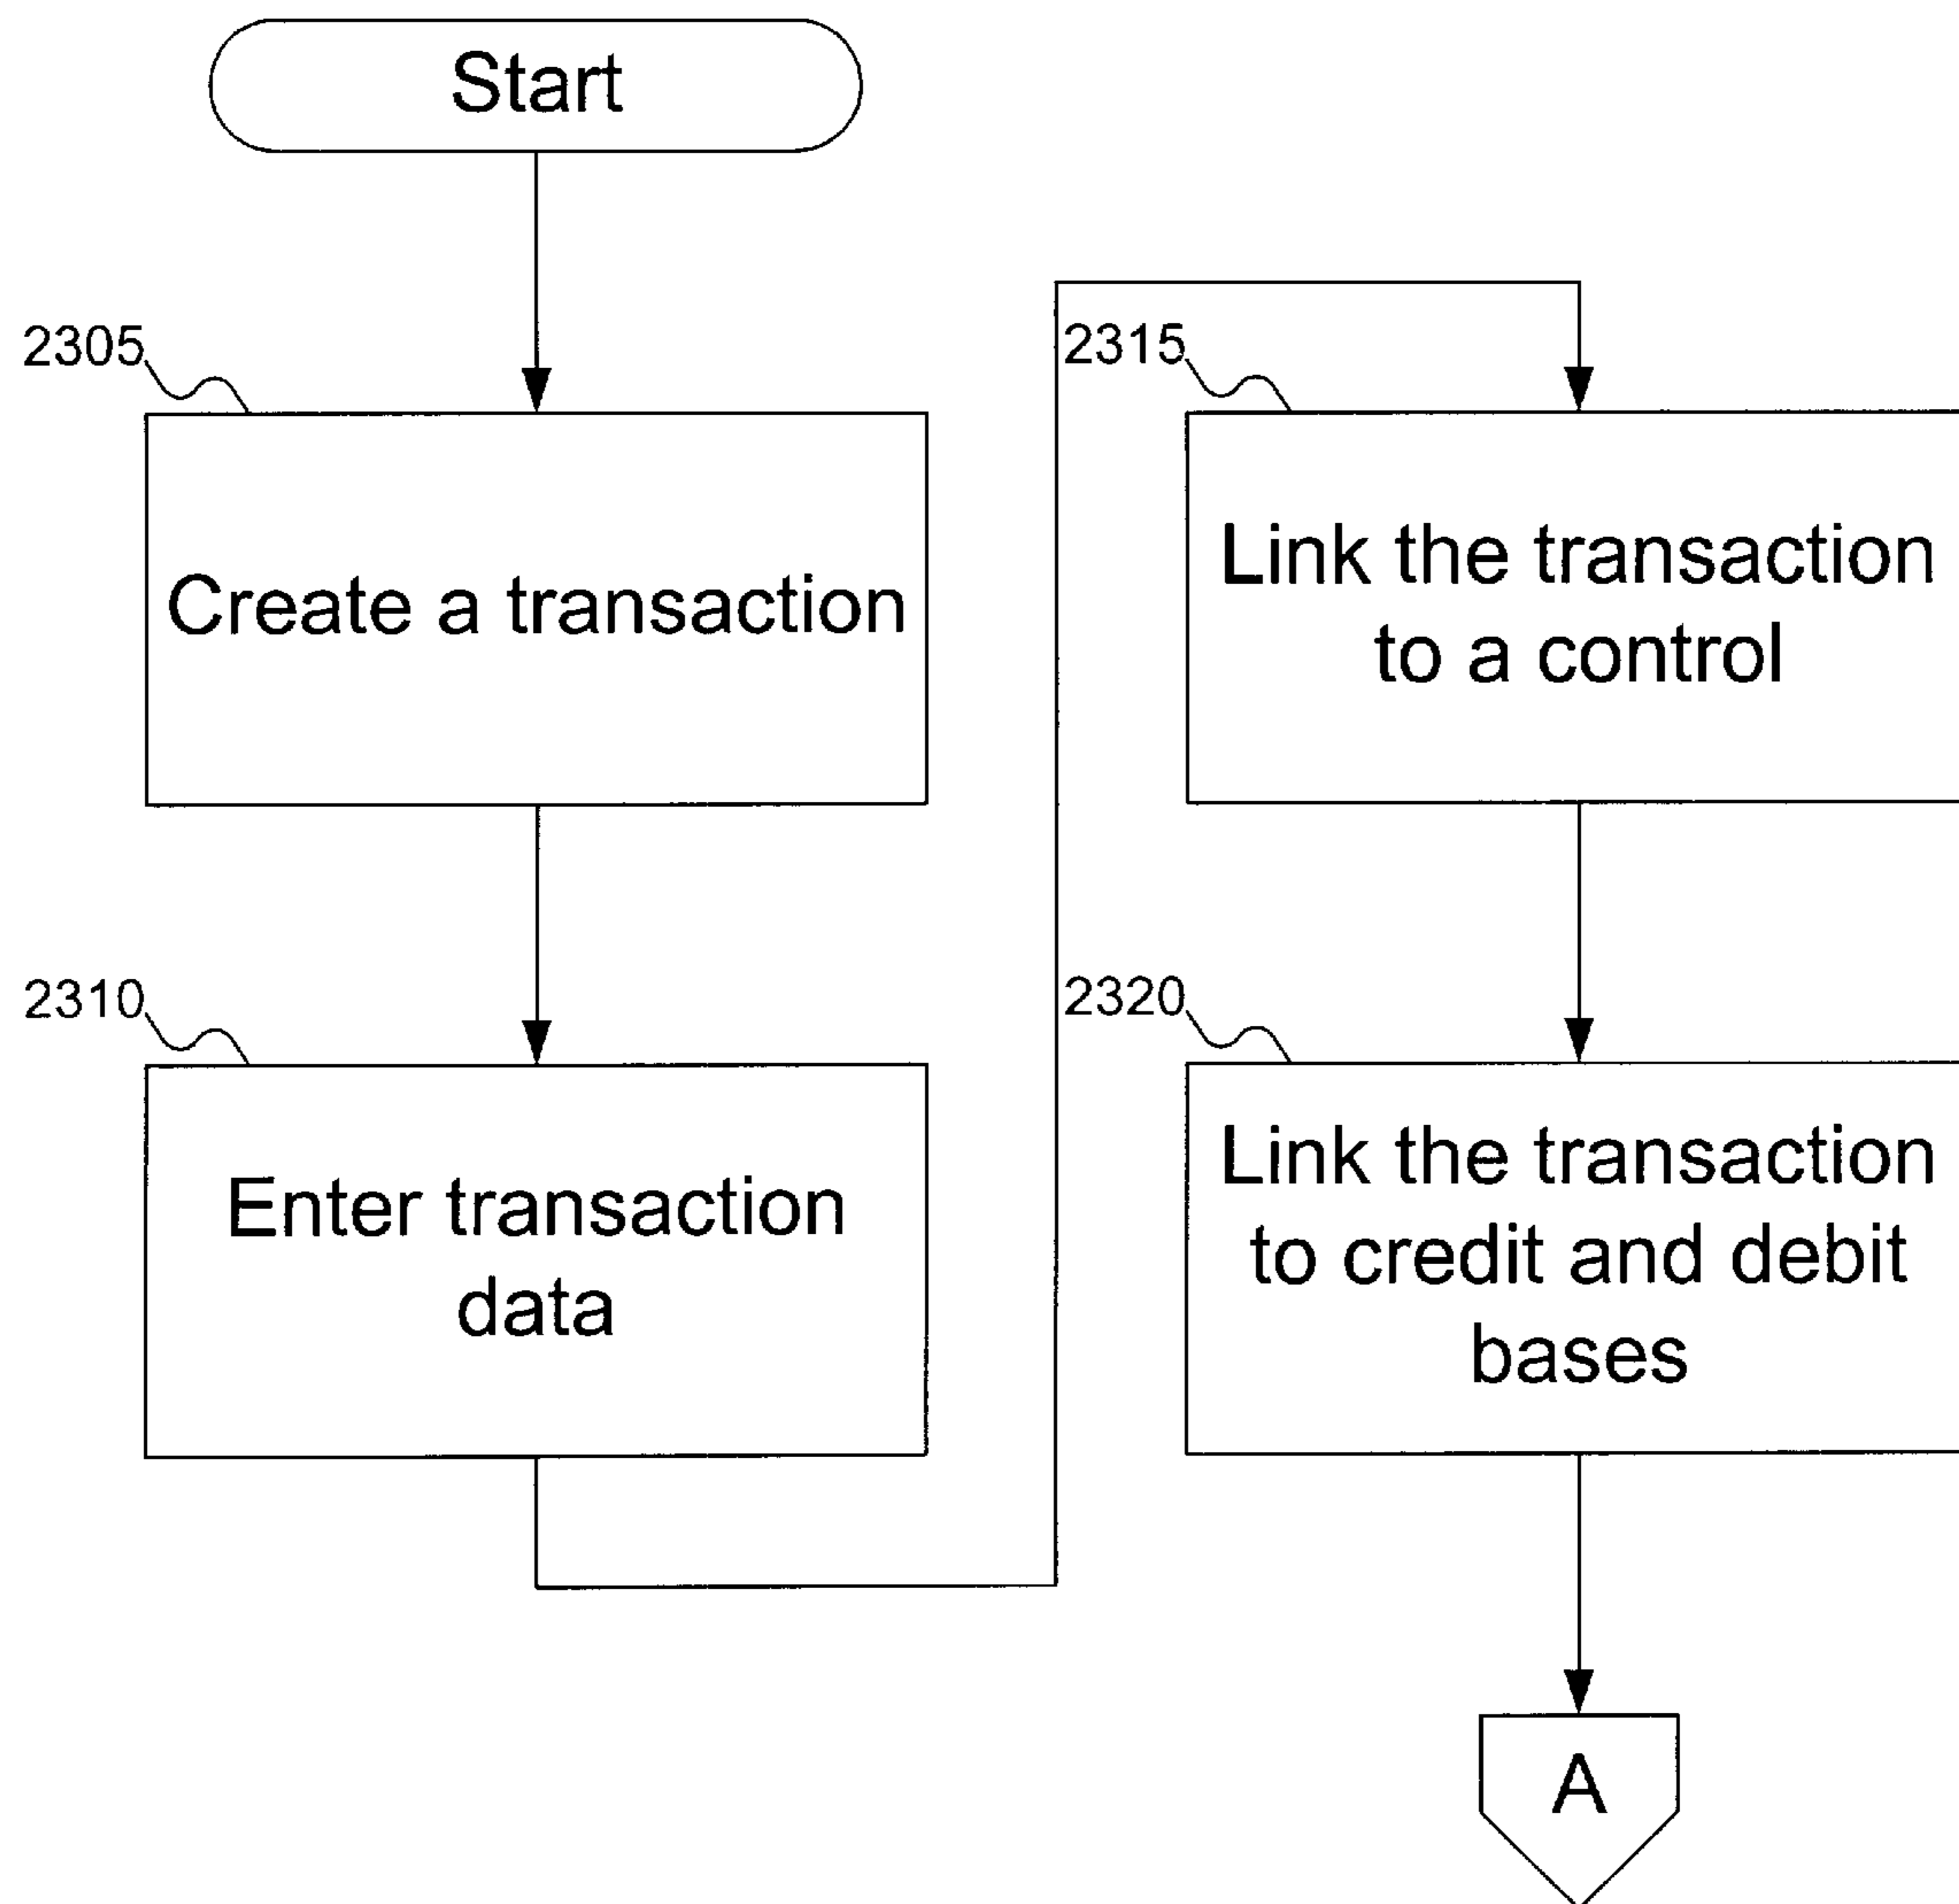 Start
2305
Create a transaction
2310
Enter transaction
data
2315
Link the transaction
to a control
2320
Link the transaction
to credit and debit
bases
A